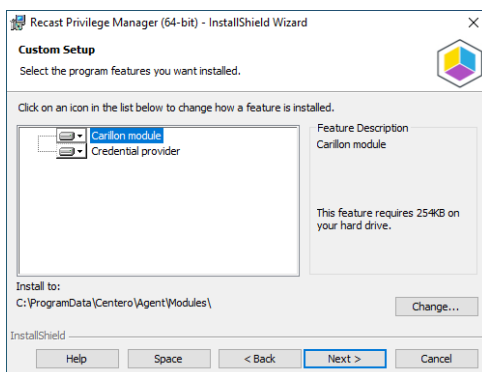 Recast Privilege Manager (64-bit) - InstallShield Wizard
Custom Setup
Select the program features you want installed.
Click on an icon in the list below to change how a feature is installed.
Carillon module
Credential provider
Feature Description
Carillon module
This feature requires 254KB on
your hard drive.
Install to:
C:\ProgramData\Centero\Agent\Modules\
Change...
InstallShield
Help
Space
< Back
Next >
Cancel